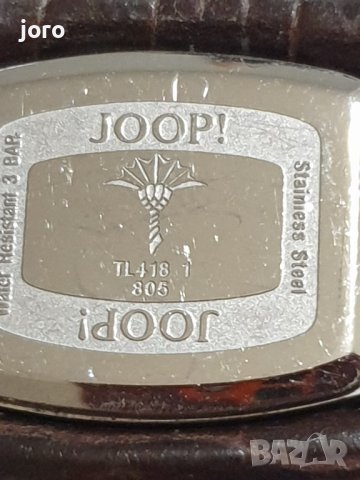 joro
JOOP!
Water Resistant 3 BAR
Stainless Steel
TL418 1
805
JOOP!
BAZAR